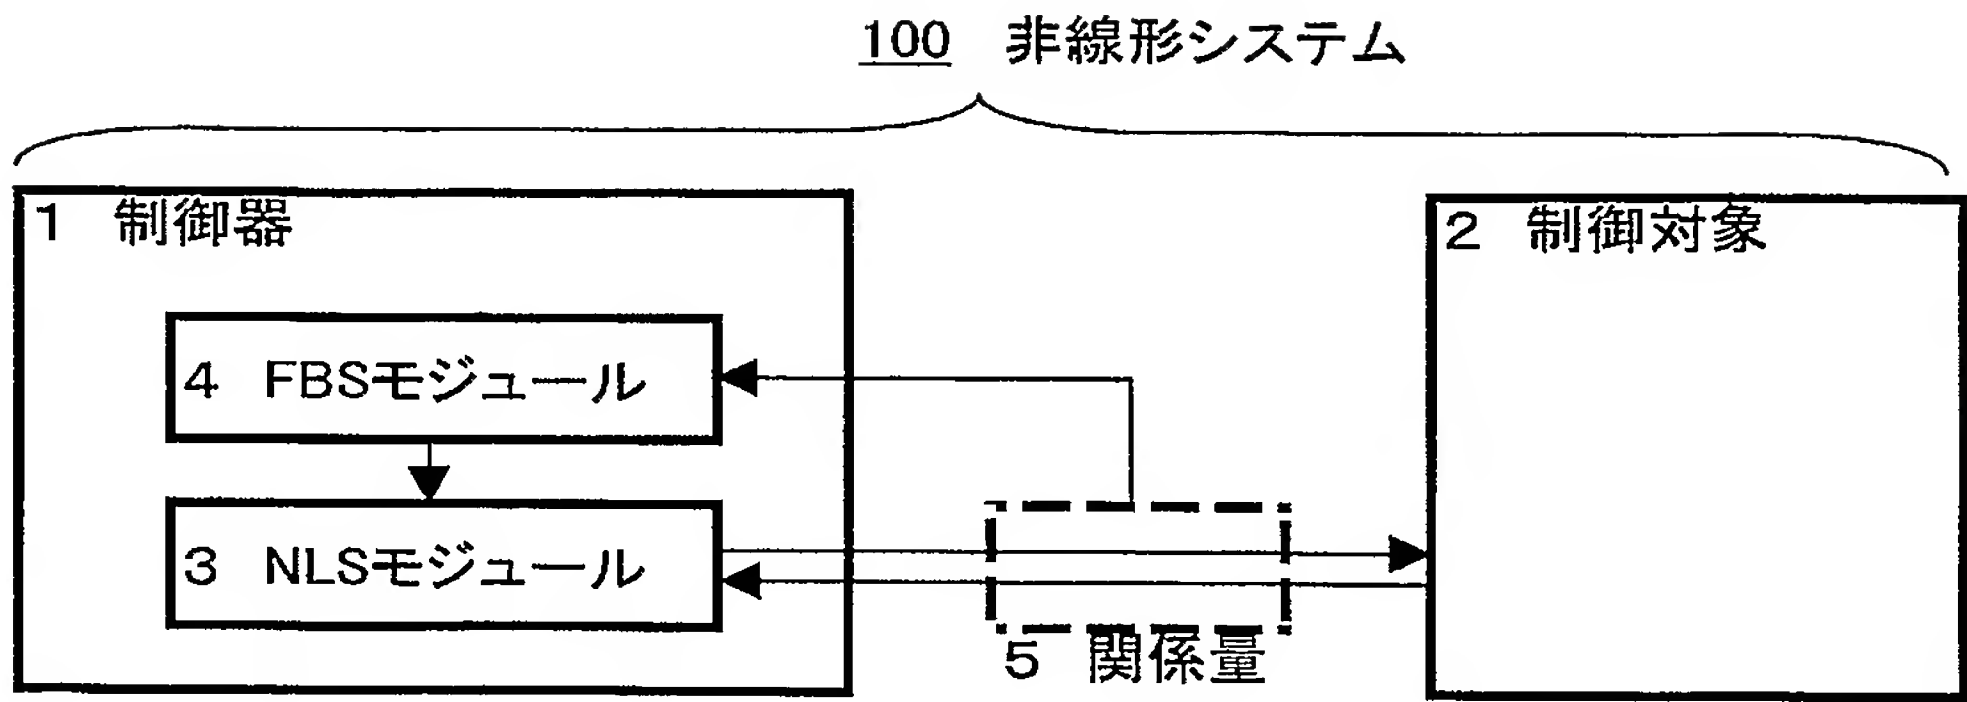 100 非線形システム
1 制御器
2 制御対象
4 FBSモジュール
3 NLSモジュール
5 関係量